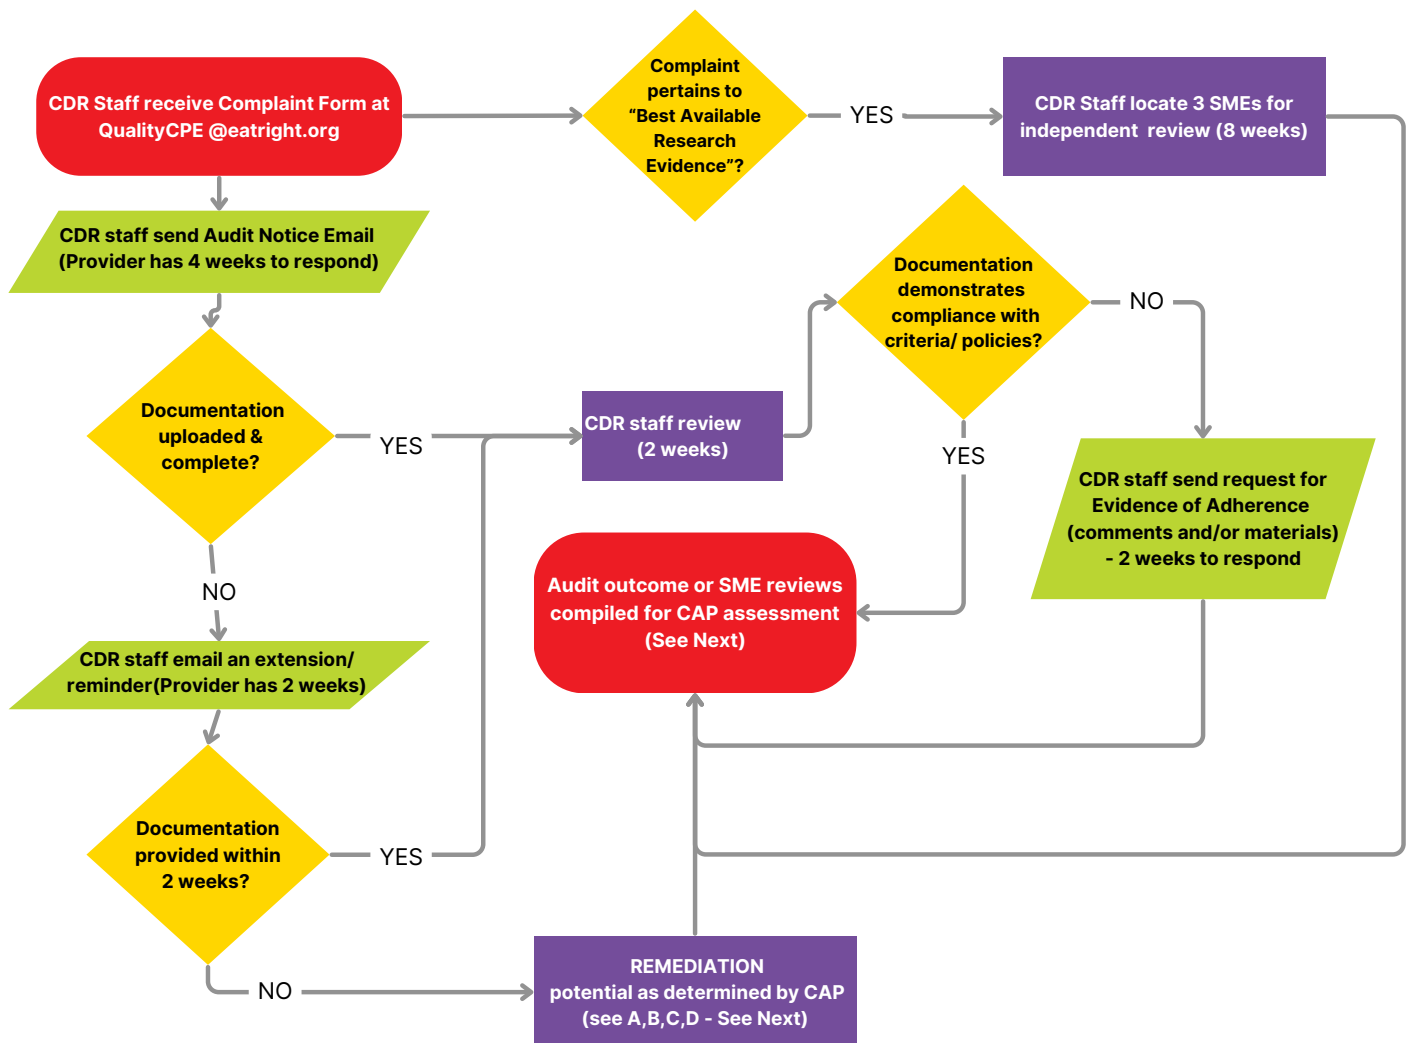 CDR Staff receive Complaint Form at
QualityCPE @eatright.org
Complaint
pertains to
“Best Available
Research
Evidence”?
YES
CDR Staff locate 3 SMEs for
independent review (8 weeks)
CDR staff send Audit Notice Email
(Provider has 4 weeks to respond)
Documentation
demonstrates
compliance with
criteria/ policies?
NO
YES
Documentation
uploaded &
complete?
YES
CDR staff review
(2 weeks)
CDR staff send request for
Evidence of Adherence
(comments and/or materials)
- 2 weeks to respond
NO
Audit outcome or SME reviews
compiled for CAP assessment
(See Next)
CDR staff email an extension/
reminder(Provider has 2 weeks)
Documentation
provided within
2 weeks?
YES
NO
REMEDIATION
potential as determined by CAP
(see A,B,C,D - See Next)